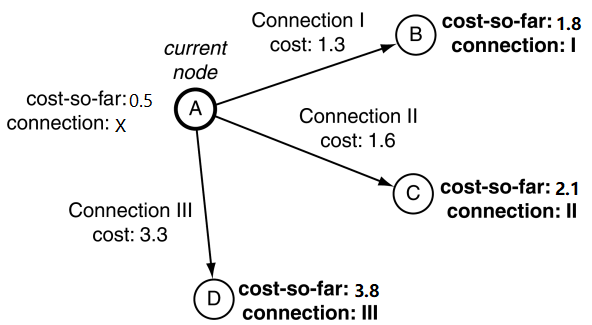 Connection I
cost: 1.3
B
cost-so-far: 1.8
connection: I
current
node
cost-so-far: 0.5
connection: X
A
Connection II
cost: 1.6
C
cost-so-far: 2.1
connection: II
Connection III
cost: 3.3
D
cost-so-far: 3.8
connection: III